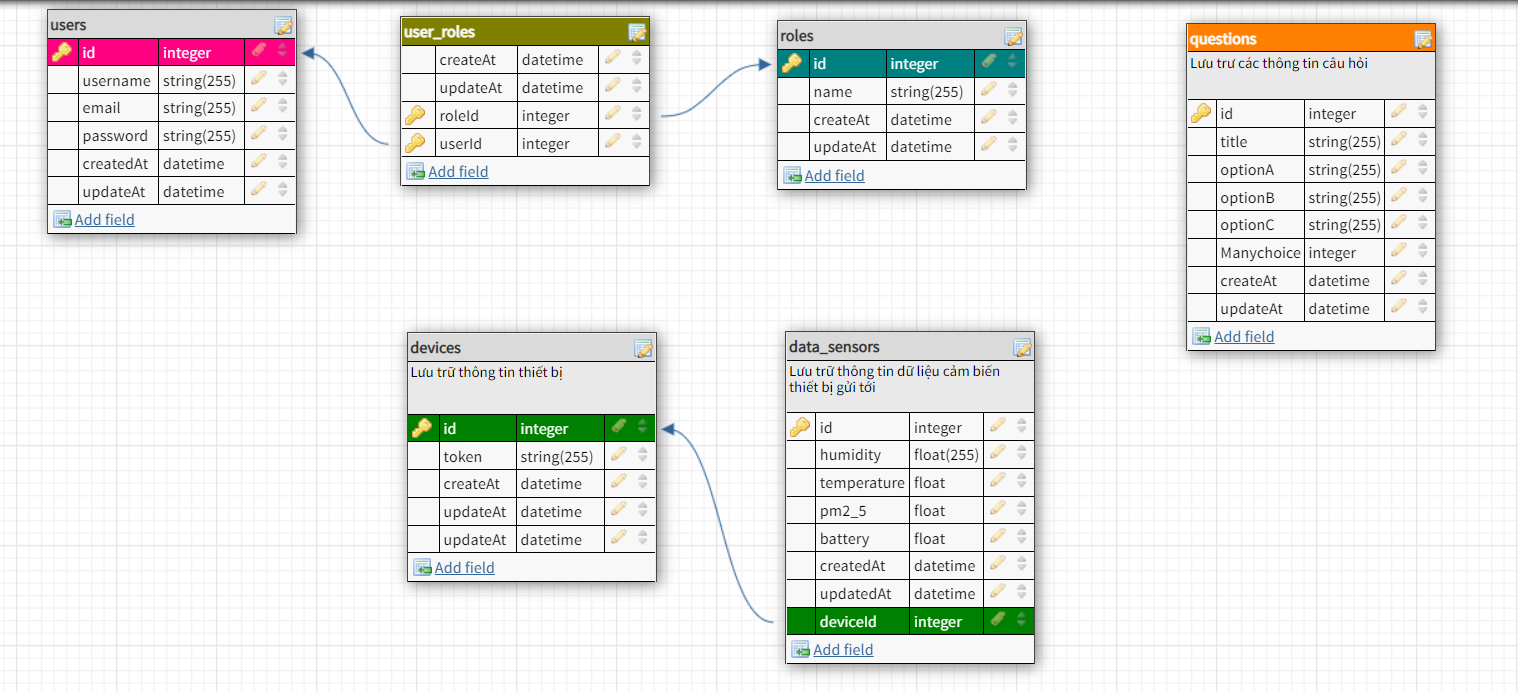 users
id integer
username string(255)
email string(255)
password string(255)
createdAt datetime
updateAt datetime
Add field
user_roles
createAt datetime
updateAt datetime
roleId integer
userId integer
Add field
roles
id integer
name string(255)
createAt datetime
updateAt datetime
Add field
questions
Lưu trư các thông tin câu hỏi
id integer
title string(255)
optionA string(255)
optionB string(255)
optionC string(255)
Manychoice integer
createAt datetime
updateAt datetime
Add field
devices
Lưu trữ thông tin thiết bị
id integer
token string(255)
createAt datetime
updateAt datetime
updateAt datetime
Add field
data_sensors
Lưu trữ thông tin dữ liệu cảm biến
thiết bị gửi tới
id integer
humidity float(255)
temperature float
pm2_5 float
battery float
createdAt datetime
updatedAt datetime
deviceId integer
Add field